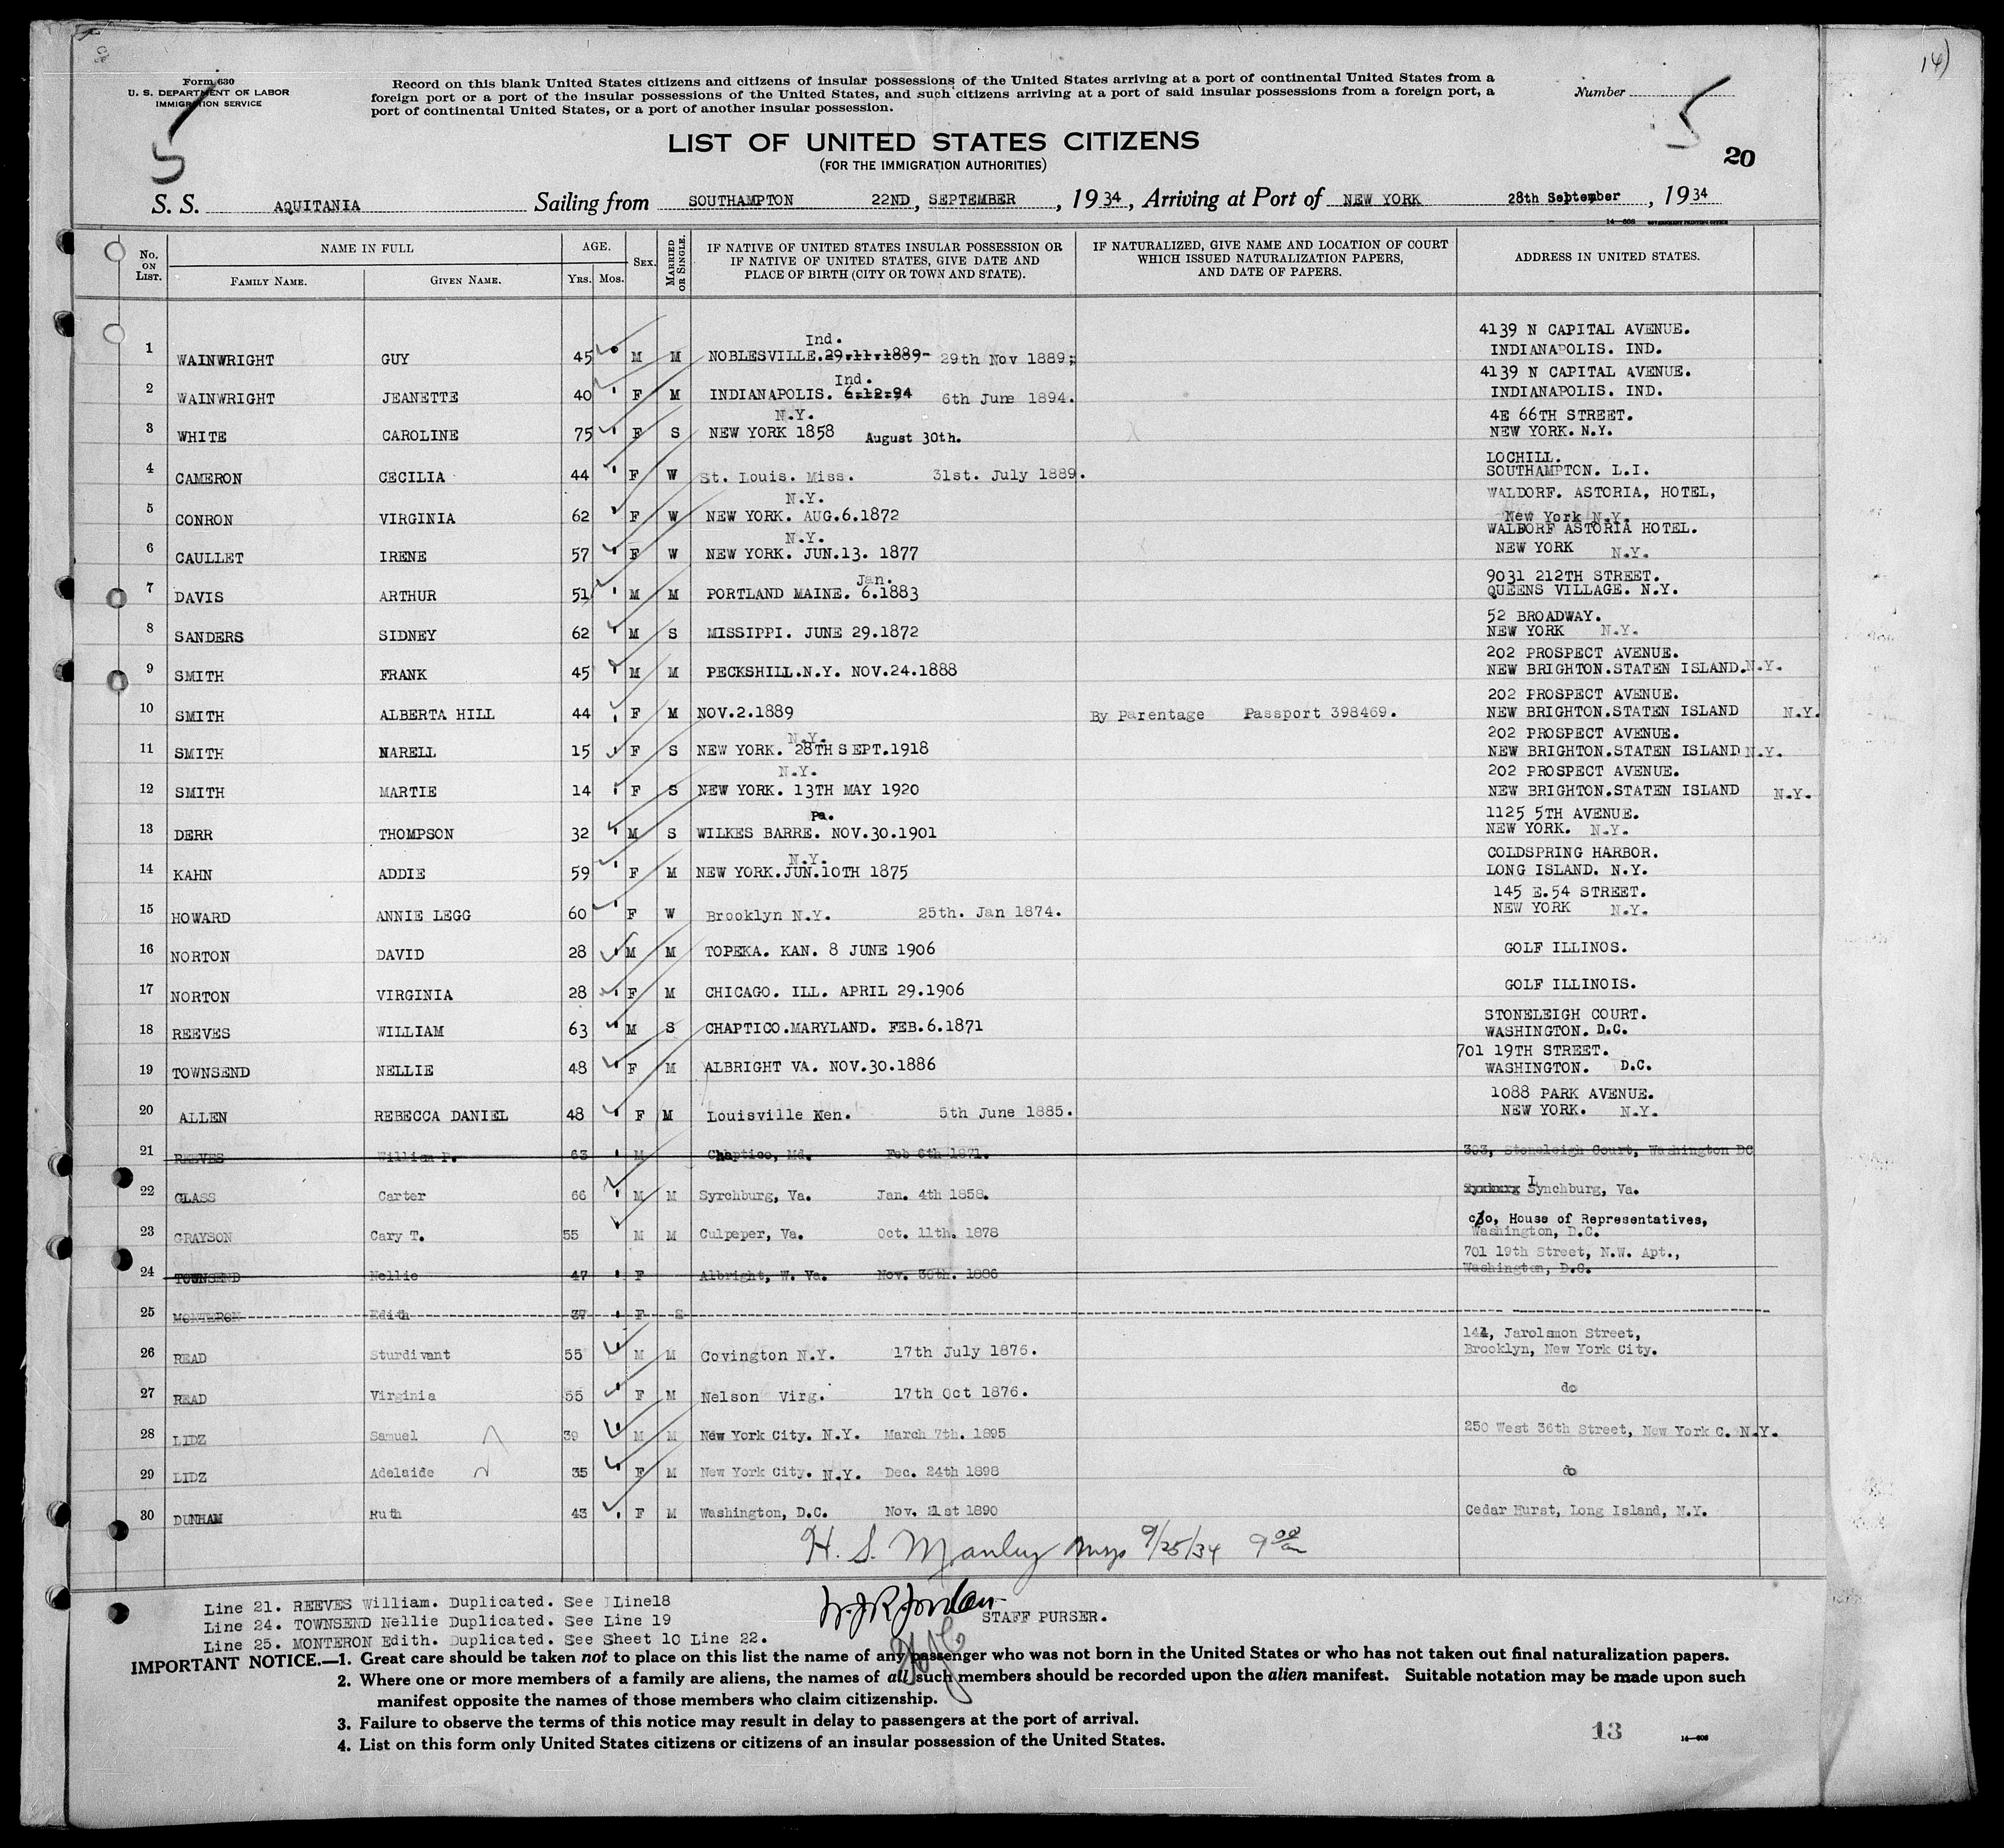 14)
Form 630
U. S. DEPARTMENT OF LABOR
IMMIGRATION SERVICE
Record on this blank United States citizens and citizens of insular possessions of the United States arriving at a port of continental United States from a
foreign port or a port of the insular possessions of the United States, and such citizens arriving at a port of said insular possessions from a foreign port, a
port of continental United States, or a port of another insular possession.
Number
5
5
LIST OF UNITED STATES CITIZENS
(FOR THE IMMIGRATION AUTHORITIES)
20
S. S. AQUITANIA Sailing from SOUTHAMPTON 22ND, SEPTEMBER, 1934, Arriving at Port of NEW YORK 28th September, 1934
14—608 GOVERNMENT PRINTING OFFICE
No. ON LIST. NAME IN FULL FAMILY NAME. GIVEN NAME. AGE. Yrs. Mos. SEX. MARRIED OR SINGLE. IF NATIVE OF UNITED STATES INSULAR POSSESSION OR IF NATIVE OF UNITED STATES, GIVE DATE AND PLACE OF BIRTH (CITY OR TOWN AND STATE). IF NATURALIZED, GIVE NAME AND LOCATION OF COURT WHICH ISSUED NATURALIZATION PAPERS, AND DATE OF PAPERS. ADDRESS IN UNITED STATES.
1 WAINWRIGHT GUY 45 M M NOBLESVILLE. Ind. 29.11.1889- 29th Nov 1889; 4139 N CAPITAL AVENUE. INDIANAPOLIS. IND.
2 WAINWRIGHT JEANETTE 40 F M INDIANAPOLIS. Ind. 6.12.94 6th June 1894. 4139 N CAPITAL AVENUE. INDIANAPOLIS. IND.
3 WHITE CAROLINE 75 F S N.Y. NEW YORK 1858 August 30th. 4E 66TH STREET. NEW YORK. N.Y.
4 CAMERON CECILIA 44 F W St. Louis. Miss. 31st. July 1889. LOCHILL. SOUTHAMPTON. L.I.
5 CONRON VIRGINIA 62 F W N.Y. NEW YORK. AUG.6.1872 WALDORF. ASTORIA, HOTEL, New York N.Y.
6 CAULLET IRENE 57 F W N.Y. NEW YORK. JUN.13. 1877 WALDORF ASTORIA HOTEL. NEW YORK N.Y.
7 DAVIS ARTHUR 51 M M PORTLAND MAINE. Jan. 6.1883 9031 212TH STREET. QUEENS VILLAGE. N.Y.
8 SANDERS SIDNEY 62 M S MISSIPPI. JUNE 29.1872 52 BROADWAY. NEW YORK N.Y.
9 SMITH FRANK 45 M M PECKSHILL.N.Y. NOV.24.1888 202 PROSPECT AVENUE. NEW BRIGHTON.STATEN ISLAND.N.Y.
10 SMITH ALBERTA HILL 44 F M NOV.2.1889 By Parentage Passport 398469. 202 PROSPECT AVENUE. NEW BRIGHTON.STATEN ISLAND N.Y.
11 SMITH NARELL 15 F S N.Y. NEW YORK. 28TH SEPT.1918 202 PROSPECT AVENUE. NEW BRIGHTON.STATEN ISLAND N.Y.
12 SMITH MARTIE 14 F S N.Y. NEW YORK. 13TH MAY 1920 202 PROSPECT AVENUE. NEW BRIGHTON.STATEN ISLAND N.Y.
13 DERR THOMPSON 32 M S Pa. WILKES BARRE. NOV.30.1901 1125 5TH AVENUE. NEW YORK. N.Y.
14 KAHN ADDIE 59 F M N.Y. NEW YORK.JUN.10TH 1875 COLDSPRING HARBOR. LONG ISLAND. N.Y.
15 HOWARD ANNIE LEGG 60 F W Brooklyn N.Y. 25th. Jan 1874. 145 E.54 STREET. NEW YORK N.Y.
16 NORTON DAVID 28 M M TOPEKA. KAN. 8 JUNE 1906 GOLF ILLINOS.
17 NORTON VIRGINIA 28 F M CHICAGO. ILL. APRIL 29.1906 GOLF ILLINOIS.
18 REEVES WILLIAM 63 M S CHAPTICO.MARYLAND. FEB.6.1871 STONELEIGH COURT. WASHINGTON. D.C.
19 TOWNSEND NELLIE 48 F M ALBRIGHT VA. NOV.30.1886 701 19TH STREET. WASHINGTON. D.C.
20 ALLEN REBECCA DANIEL 48 F M Louisville Ken. 5th June 1885. 1088 PARK AVENUE. NEW YORK. N.Y.
21 REEVES William P. 63 M Chaptico, Md. Feb 6th 1871. 303, Stoneleigh Court, Washington DC
22 GLASS Carter 66 M M Syrchburg, Va. Jan. 4th 1858. Synchburg, Va.
23 GRAYSON Cary T. 55 M M Culpeper, Va. Oct. 11th. 1878 c/o, House of Representatives, Washington, D.C.
24 TOWNSEND Nellie 47 F Albright, W. Va. Nov. 30th. 1886 701 19th Street, N.W. Apt., Washington, D.C.
25 MONTERON Edith 37 F S
26 READ Sturdivant 55 M M Covington N.Y. 17th July 1876. 144, Jarolsmon Street, Brooklyn, New York City.
27 READ Virginia 55 F M Nelson Virg. 17th Oct 1876. do
28 LIDZ Samuel 39 M M New York City. N.Y. March 7th. 1895 250 West 36th Street, New York C. N.Y.
29 LIDZ Adelaide 35 F M New York City. N.Y. Dec. 24th 1898 do
30 DUNHAM Ruth 43 F M Washington, D.C. Nov. 21st 1890 Cedar Hurst, Long Island, N.Y.
H. S. Manley 9/25/34 9 00 am
Line 21. REEVES William. Duplicated. See Line18
Line 24. TOWNSEND Nellie Duplicated. See Line 19
Line 25. MONTERON Edith. Duplicated. See Sheet 10 Line 22.
STAFF PURSER.
IMPORTANT NOTICE.—1. Great care should be taken not to place on this list the name of any passenger who was not born in the United States or who has not taken out final naturalization papers.
2. Where one or more members of a family are aliens, the names of all such members should be recorded upon the alien manifest. Suitable notation may be made upon such
manifest opposite the names of those members who claim citizenship.
3. Failure to observe the terms of this notice may result in delay to passengers at the port of arrival.
4. List on this form only United States citizens or citizens of an insular possession of the United States.
13
14—608